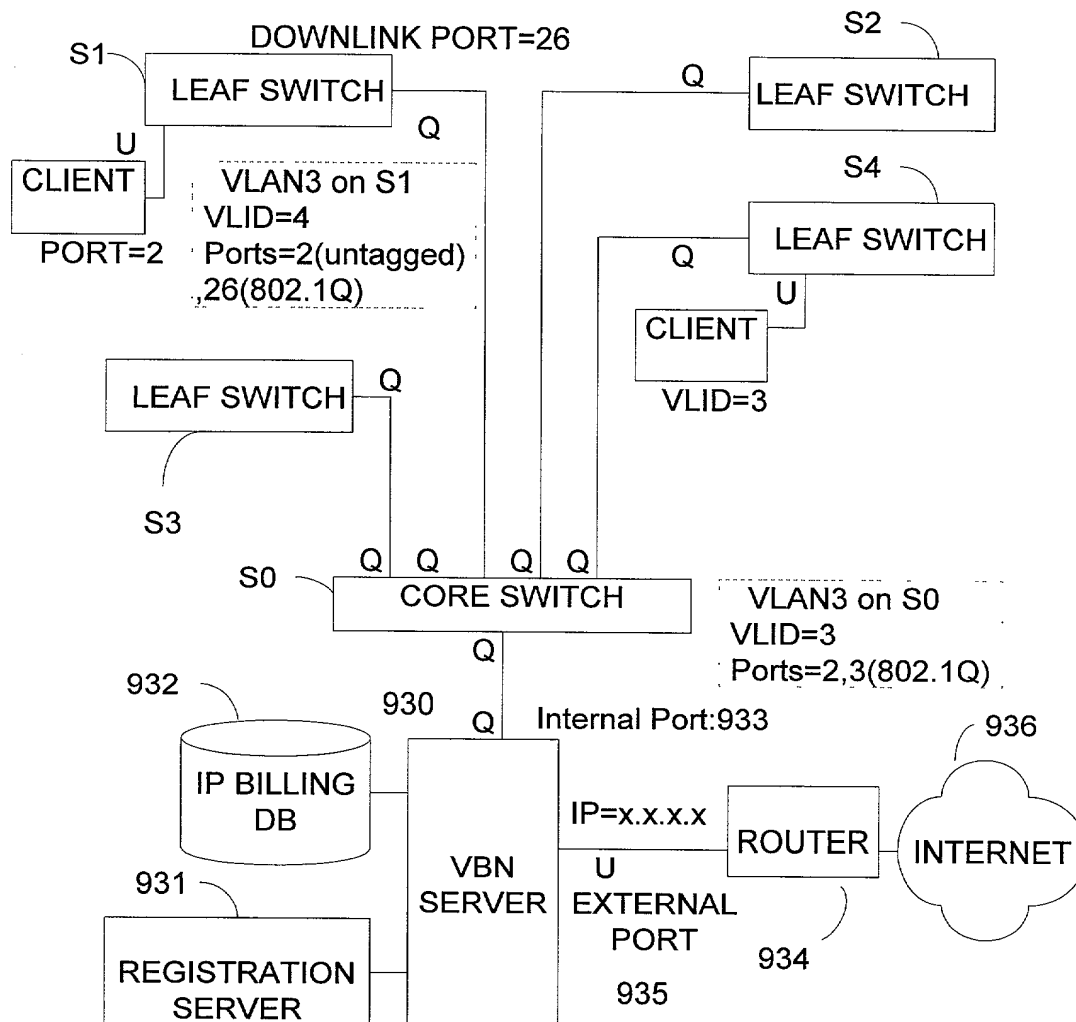 DOWNLINK PORT=26
S1
LEAF SWITCH
Q
U
CLIENT
PORT=2
VLAN3 on S1
VLID=4
Ports=2(untagged)
,26(802.1Q)
S2
Q
LEAF SWITCH
S4
LEAF SWITCH
Q
U
CLIENT
VLID=3
LEAF SWITCH
Q
S3
Q
Q
Q
Q
S0
CORE SWITCH
Q
VLAN3 on S0
VLID=3
Ports=2,3(802.1Q)
932
930
Q
Internal Port:933
936
IP BILLING
DB
IP=x.x.x.x
ROUTER
INTERNET
VBN
SERVER
U
EXTERNAL
PORT
934
935
931
REGISTRATION
SERVER